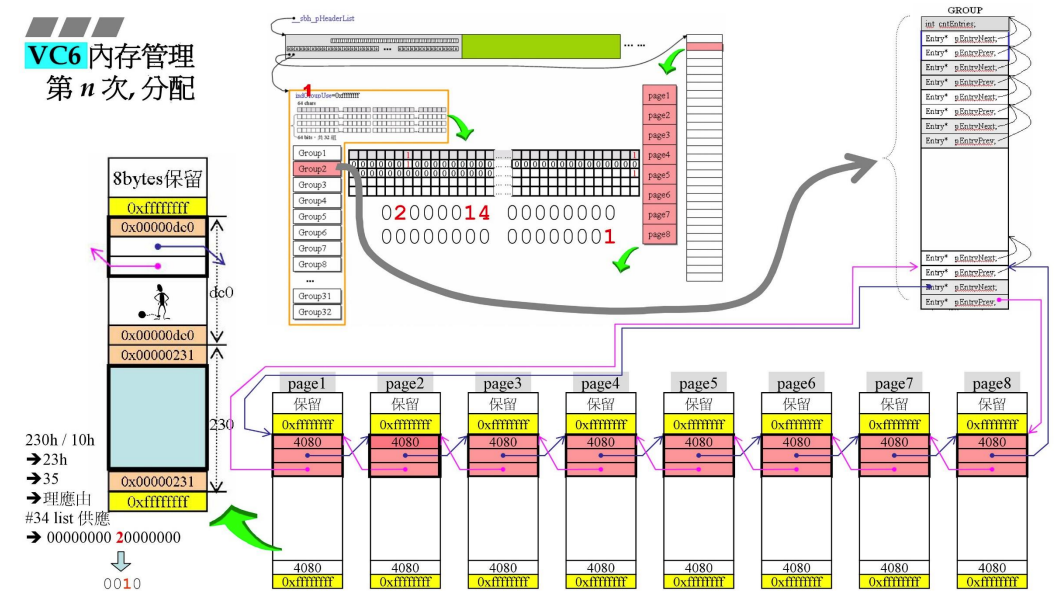 VC6 內存管理
第 n 次, 分配
__sbh_pHeaderList
... ...
1
indGroupUse=0xffffffff
64 chars
64 bits，共 32 組
Group1
Group2
Group3
Group4
Group5
Group6
Group7
Group8
...
Group31
Group32
02000014 00000000
00000000 00000001
page1
page2
page3
page4
page5
page6
page7
page8
GROUP
int cntEntries;
Entry* pEntryNext;
Entry* pEntryPrev;
Entry* pEntryNext;
Entry* pEntryPrev;
Entry* pEntryNext;
Entry* pEntryPrev;
Entry* pEntryNext;
Entry* pEntryPrev;
Entry* pEntryNext;
Entry* pEntryPrev;
Entry* pEntryNext;
Entry* pEntryPrev;
8bytes保留
0xffffffff
0x00000dc0
dc0
0x00000dc0
0x00000231
230
0x00000231
0xffffffff
230h / 10h
➔23h
➔35
➔理應由
#34 list 供應
➔ 00000000 20000000
0010
page1 page2 page3 page4 page5 page6 page7 page8
保留 保留 保留 保留 保留 保留 保留 保留
0xffffffff 0xffffffff 0xffffffff 0xffffffff 0xffffffff 0xffffffff 0xffffffff 0xffffffff
4080 4080 4080 4080 4080 4080 4080 4080
4080 4080 4080 4080 4080 4080 4080 4080
0xffffffff 0xffffffff 0xffffffff 0xffffffff 0xffffffff 0xffffffff 0xffffffff 0xffffffff